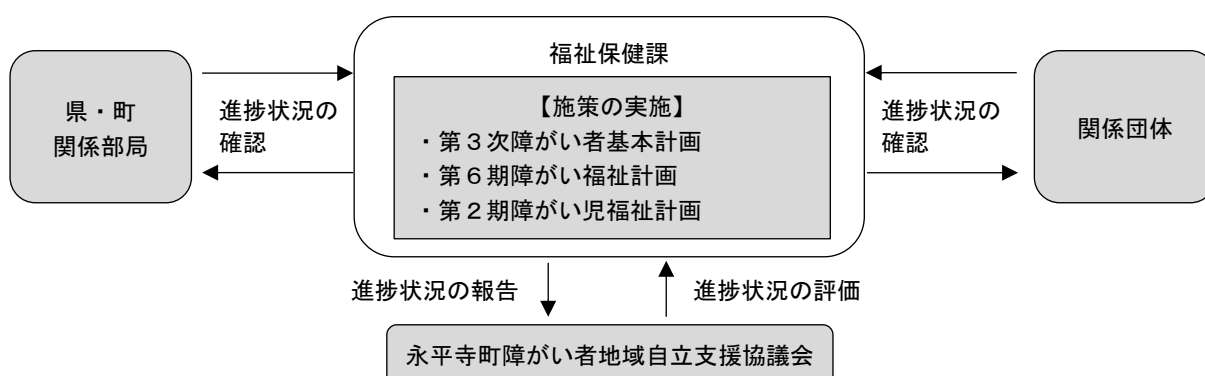 福祉保健課
県・町
関係部局
進捗状況の
確認
【施策の実施】
・第３次障がい者基本計画
・第６期障がい福祉計画
・第２期障がい児福祉計画
進捗状況の
確認
関係団体
進捗状況の報告
進捗状況の評価
永平寺町障がい者地域自立支援協議会